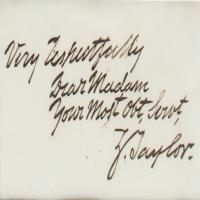 Very Respectfully
Dear Madam
Your Most Obt. Servt.
Z. Taylor.